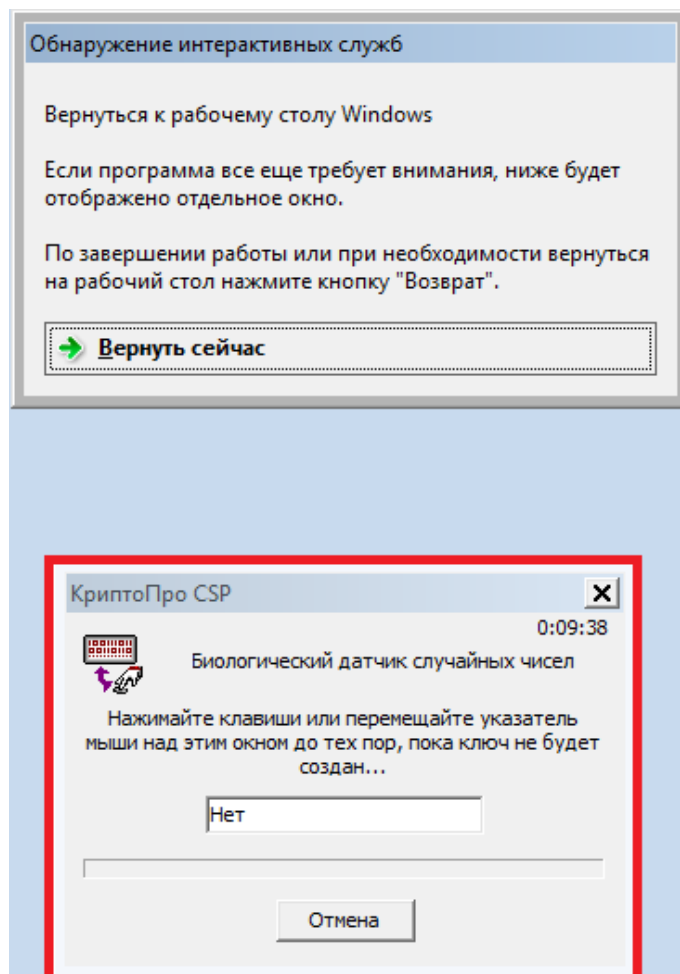 Обнаружение интерактивных служб
Вернуться к рабочему столу Windows
Если программа все еще требует внимания, ниже будет
отображено отдельное окно.
По завершении работы или при необходимости вернуться
на рабочий стол нажмите кнопку "Возврат".
Вернуть сейчас
КриптоПро CSP
0:09:38
Биологический датчик случайных чисел
Нажимайте клавиши или перемещайте указатель
мыши над этим окном до тех пор, пока ключ не будет
создан...
Нет
Отмена